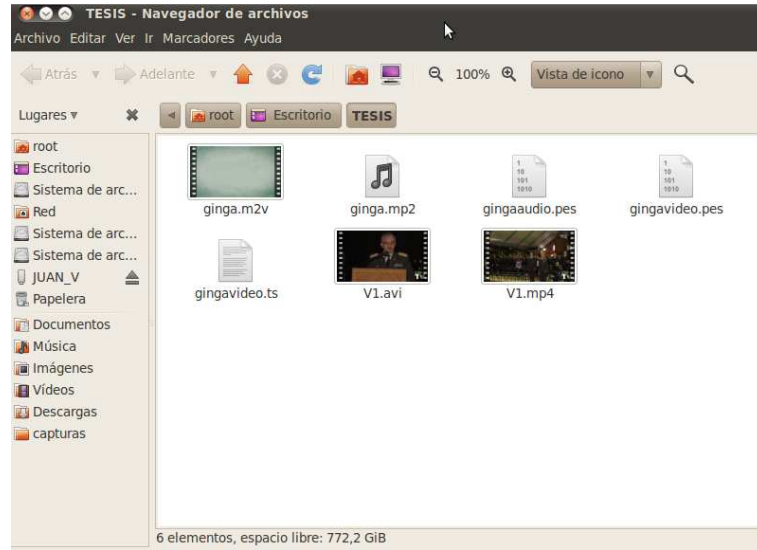 TESIS - Navegador de archivos
Archivo Editar Ver Ir Marcadores Ayuda
Atrás Adelante 100% Vista de icono
Lugares root Escritorio TESIS
root
Escritorio
Sistema de arc...
Red
Sistema de arc...
Sistema de arc...
JUAN_V
Papelera
Documentos
Música
Imágenes
Vídeos
Descargas
capturas
ginga.m2v ginga.mp2 gingaaudio.pes gingavideo.pes
gingavideo.ts V1.avi V1.mp4
6 elementos, espacio libre: 772,2 GiB